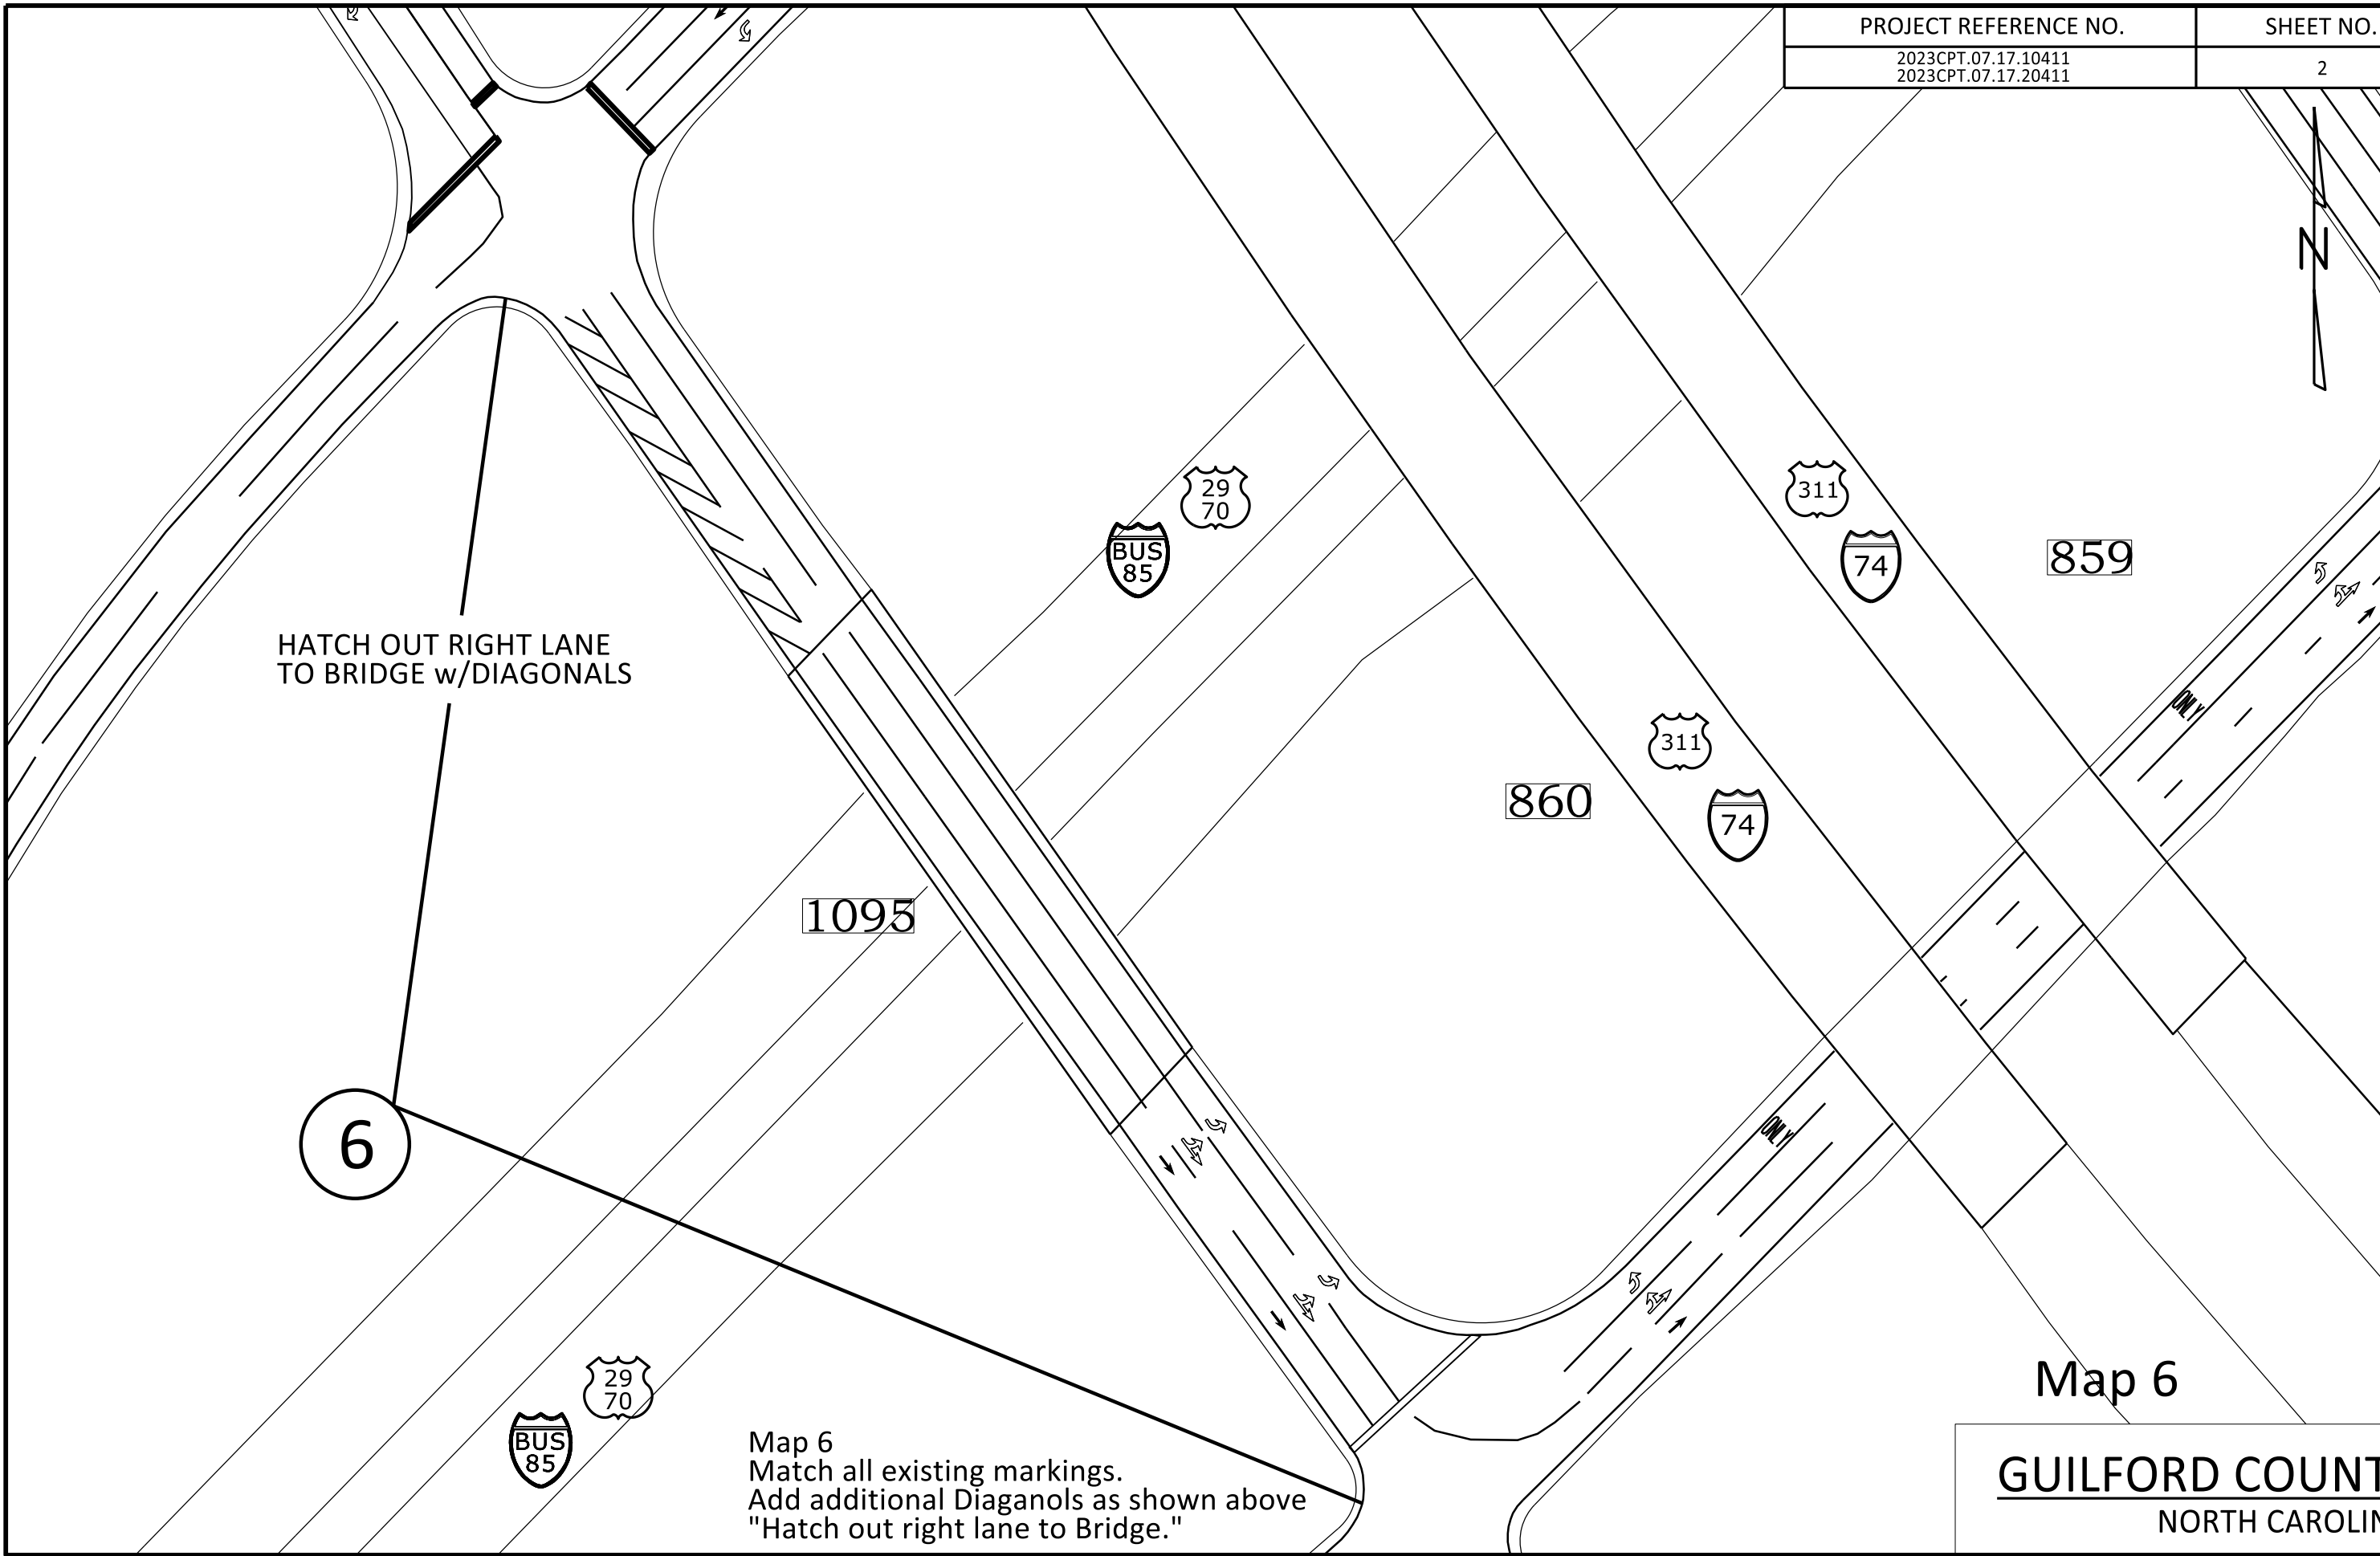 PROJECT REFERENCE NO.
SHEET NO.
2023CPT.07.17.10411
2023CPT.07.17.20411
2
N
29
70
BUS
85
311
74
859
HATCH OUT RIGHT LANE
TO BRIDGE w/DIAGONALS
ONLY
311
74
860
1095
ONLY
6
29
70
BUS
85
Map 6
Match all existing markings.
Add additional Diaganols as shown above
"Hatch out right lane to Bridge."
Map 6
GUILFORD COUNT
NORTH CAROLIN